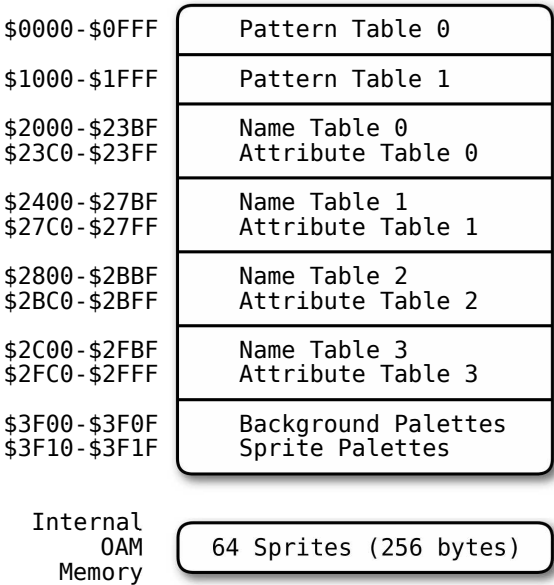 $0000-$0FFF Pattern Table 0
$1000-$1FFF Pattern Table 1
$2000-$23BF Name Table 0
$23C0-$23FF Attribute Table 0
$2400-$27BF Name Table 1
$27C0-$27FF Attribute Table 1
$2800-$2BBF Name Table 2
$2BC0-$2BFF Attribute Table 2
$2C00-$2FBF Name Table 3
$2FC0-$2FFF Attribute Table 3
$3F00-$3F0F Background Palettes
$3F10-$3F1F Sprite Palettes
Internal
OAM 64 Sprites (256 bytes)
Memory